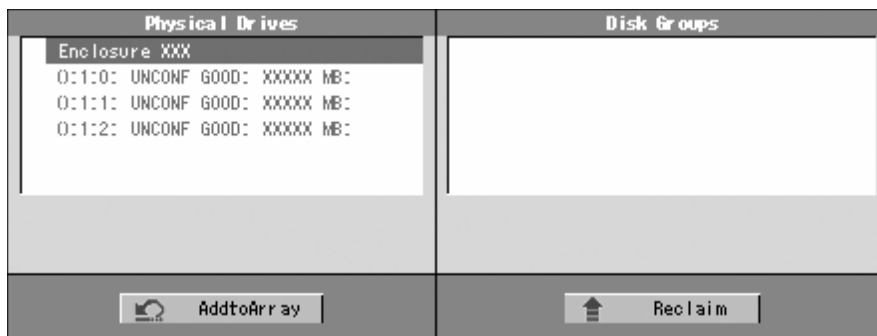 Physical Drives
Enclosure XXX
0:1:0: UNCONF GOOD: XXXXX MB:
0:1:1: UNCONF GOOD: XXXXX MB:
0:1:2: UNCONF GOOD: XXXXX MB:
AddtoArray
Disk Groups
Reclaim